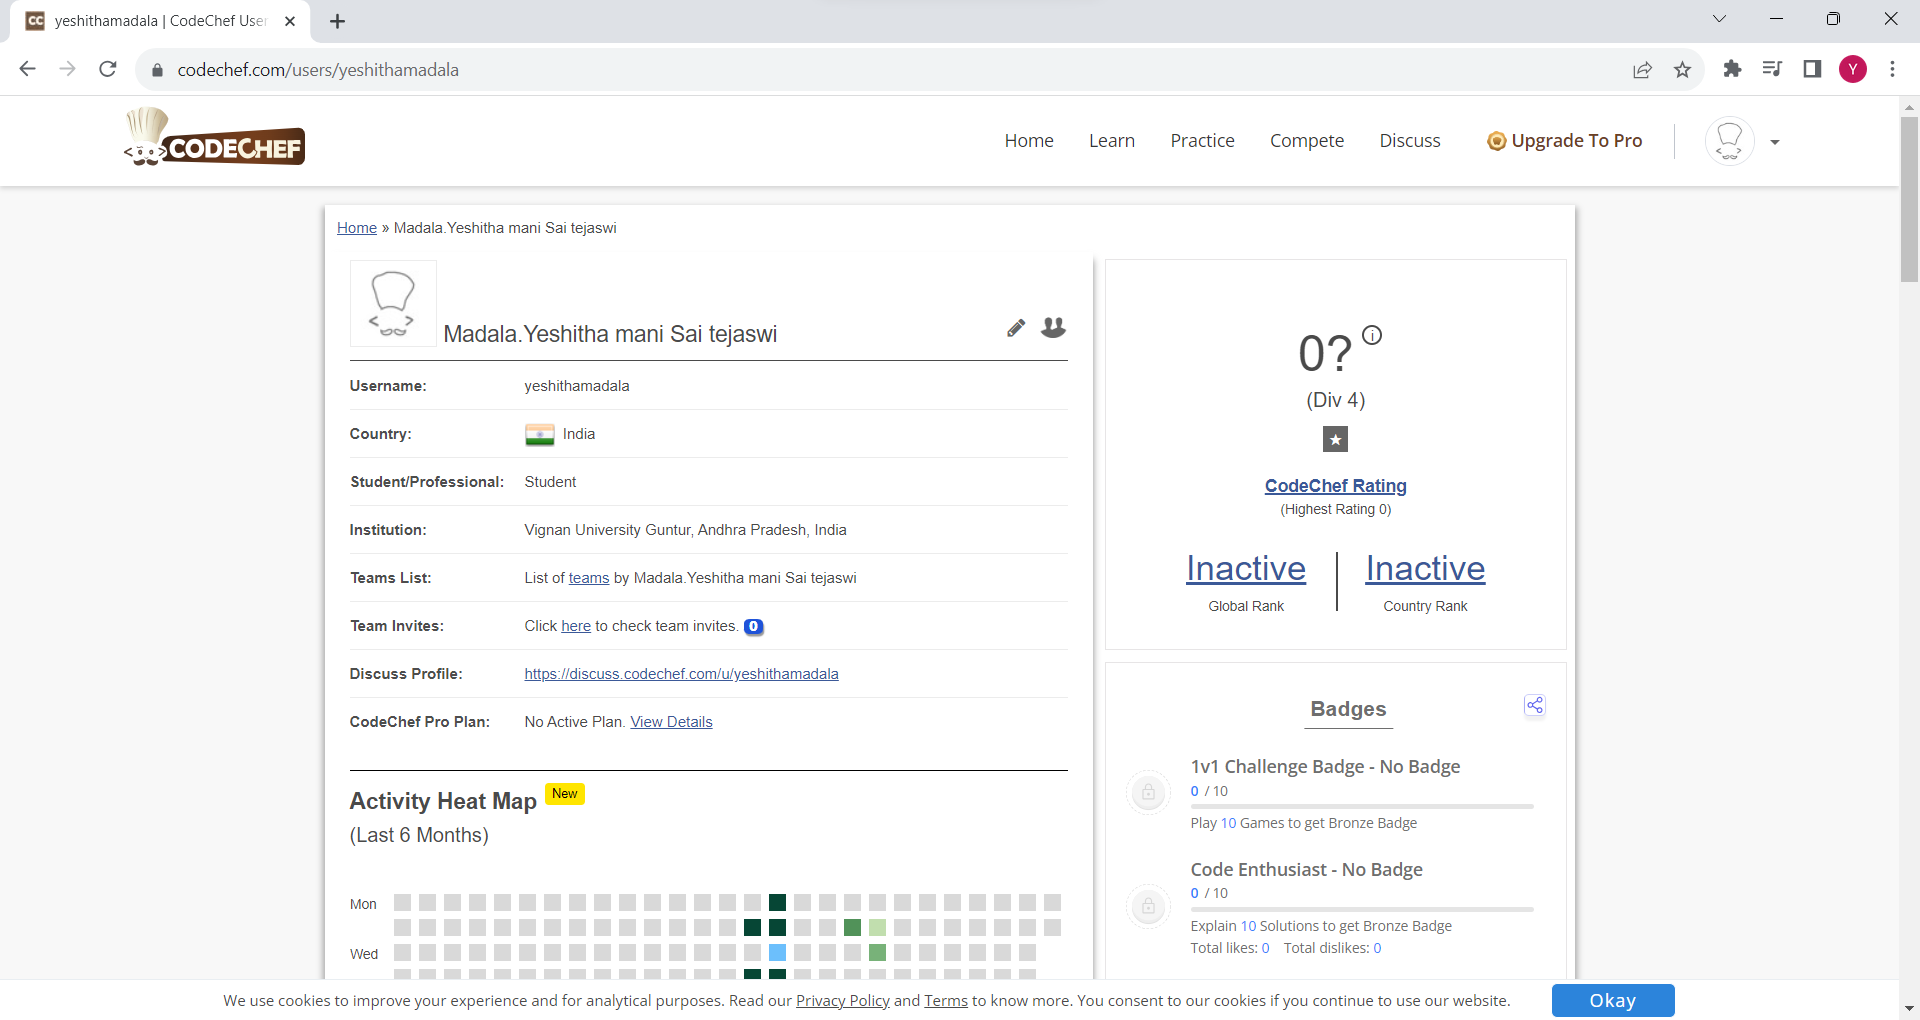 yeshithamadala | CodeChef User
codechef.com/users/yeshithamadala
Y
CODECHEF
Home Learn Practice Compete Discuss Upgrade To Pro
Home » Madala.Yeshitha mani Sai tejaswi
Madala.Yeshitha mani Sai tejaswi
Username: yeshithamadala
Country: India
Student/Professional: Student
Institution: Vignan University Guntur, Andhra Pradesh, India
Teams List: List of teams by Madala.Yeshitha mani Sai tejaswi
Team Invites: Click here to check team invites. 0
Discuss Profile: https://discuss.codechef.com/u/yeshithamadala
CodeChef Pro Plan: No Active Plan. View Details
Activity Heat Map New
(Last 6 Months)
Mon
Wed
0?
(Div 4)
★
CodeChef Rating
(Highest Rating 0)
Inactive Inactive
Global Rank Country Rank
Badges
1v1 Challenge Badge - No Badge
0 / 10
Play 10 Games to get Bronze Badge
Code Enthusiast - No Badge
0 / 10
Explain 10 Solutions to get Bronze Badge
Total likes: 0 Total dislikes: 0
We use cookies to improve your experience and for analytical purposes. Read our Privacy Policy and Terms to know more. You consent to our cookies if you continue to use our website. Okay